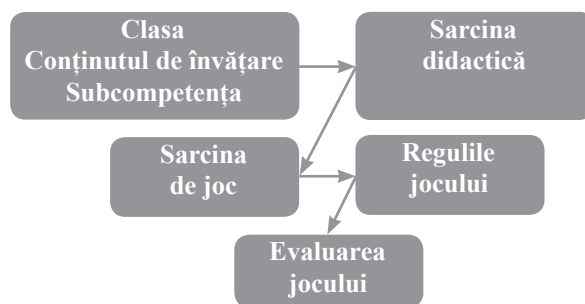 Clasa
Conținutul de învățare
Subcompetența
Sarcina
didactică
Sarcina
de joc
Regulile
jocului
Evaluarea
jocului